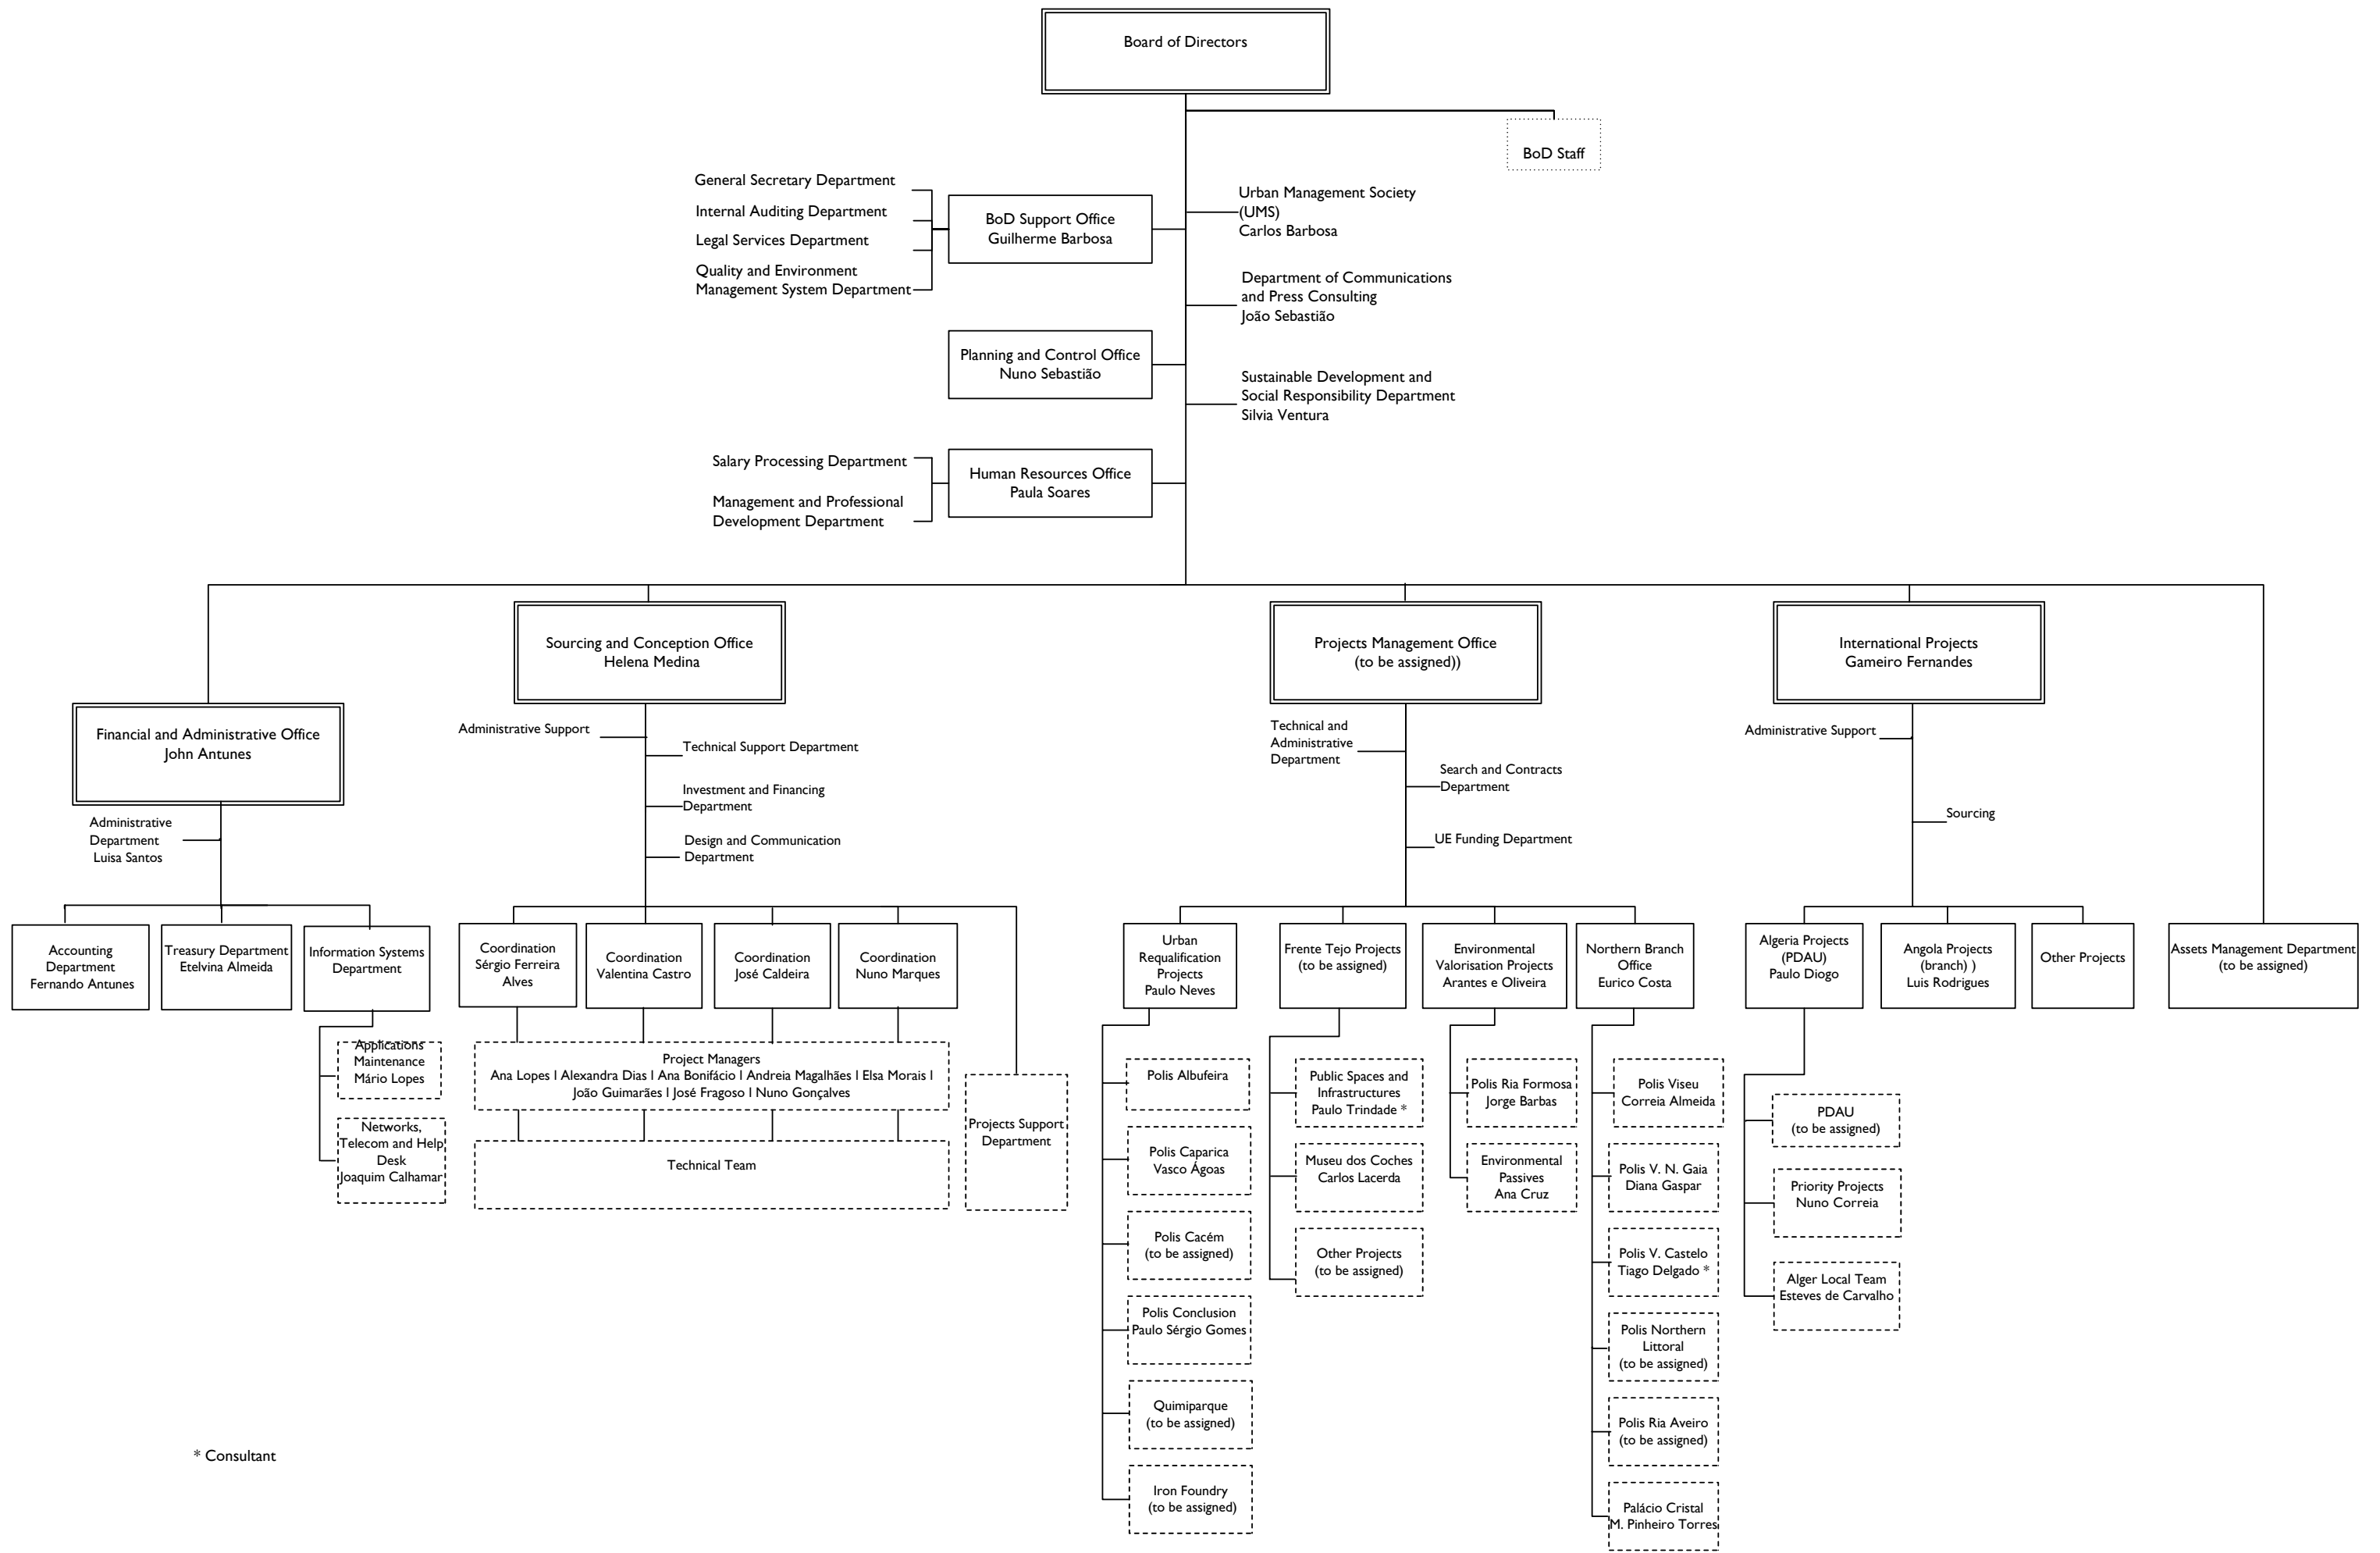 Board of Directors
BoD Staff
General Secretary Department
Internal Auditing Department
Legal Services Department
Quality and Environment
Management System Department
BoD Support Office
Guilherme Barbosa
Urban Management Society
(UMS)
Carlos Barbosa
Department of Communications
and Press Consulting
João Sebastião
Planning and Control Office
Nuno Sebastião
Sustainable Development and
Social Responsibility Department
Silvia Ventura
Salary Processing Department
Management and Professional
Development Department
Human Resources Office
Paula Soares
Sourcing and Conception Office
Helena Medina
Projects Management Office
(to be assigned))
International Projects
Gameiro Fernandes
Financial and Administrative Office
John Antunes
Administrative
Department
Luisa Santos
Administrative Support
Technical Support Department
Investment and Financing
Department
Design and Communication
Department
Technical and
Administrative
Department
Search and Contracts
Department
UE Funding Department
Administrative Support
Sourcing
Accounting
Department
Fernando Antunes
Treasury Department
Etelvina Almeida
Information Systems
Department
Coordination
Sérgio Ferreira
Alves
Coordination
Valentina Castro
Coordination
José Caldeira
Coordination
Nuno Marques
Urban
Requalification
Projects
Paulo Neves
Frente Tejo Projects
(to be assigned)
Environmental
Valorisation Projects
Arantes e Oliveira
Northern Branch
Office
Eurico Costa
Algeria Projects
(PDAU)
Paulo Diogo
Angola Projects
(branch) )
Luis Rodrigues
Other Projects
Assets Management Department
(to be assigned)
Applications
Maintenance
Mário Lopes
Networks,
Telecom and Help
Desk
Joaquim Calhamar
Project Managers
Ana Lopes l Alexandra Dias l Ana Bonifácio l Andreia Magalhães l Elsa Morais l
João Guimarães l José Fragoso l Nuno Gonçalves
Technical Team
Projects Support
Department
Polis Albufeira
Polis Caparica
Vasco Ágoas
Polis Cacém
(to be assigned)
Polis Conclusion
Paulo Sérgio Gomes
Quimiparque
(to be assigned)
Iron Foundry
(to be assigned)
Public Spaces and
Infrastructures
Paulo Trindade *
Museu dos Coches
Carlos Lacerda
Other Projects
(to be assigned)
Polis Ria Formosa
Jorge Barbas
Environmental
Passives
Ana Cruz
Polis Viseu
Correia Almeida
Polis V. N. Gaia
Diana Gaspar
Polis V. Castelo
Tiago Delgado *
Polis Northern
Littoral
(to be assigned)
Polis Ria Aveiro
(to be assigned)
Palácio Cristal
M. Pinheiro Torres
PDAU
(to be assigned)
Priority Projects
Nuno Correia
Alger Local Team
Esteves de Carvalho
* Consultant